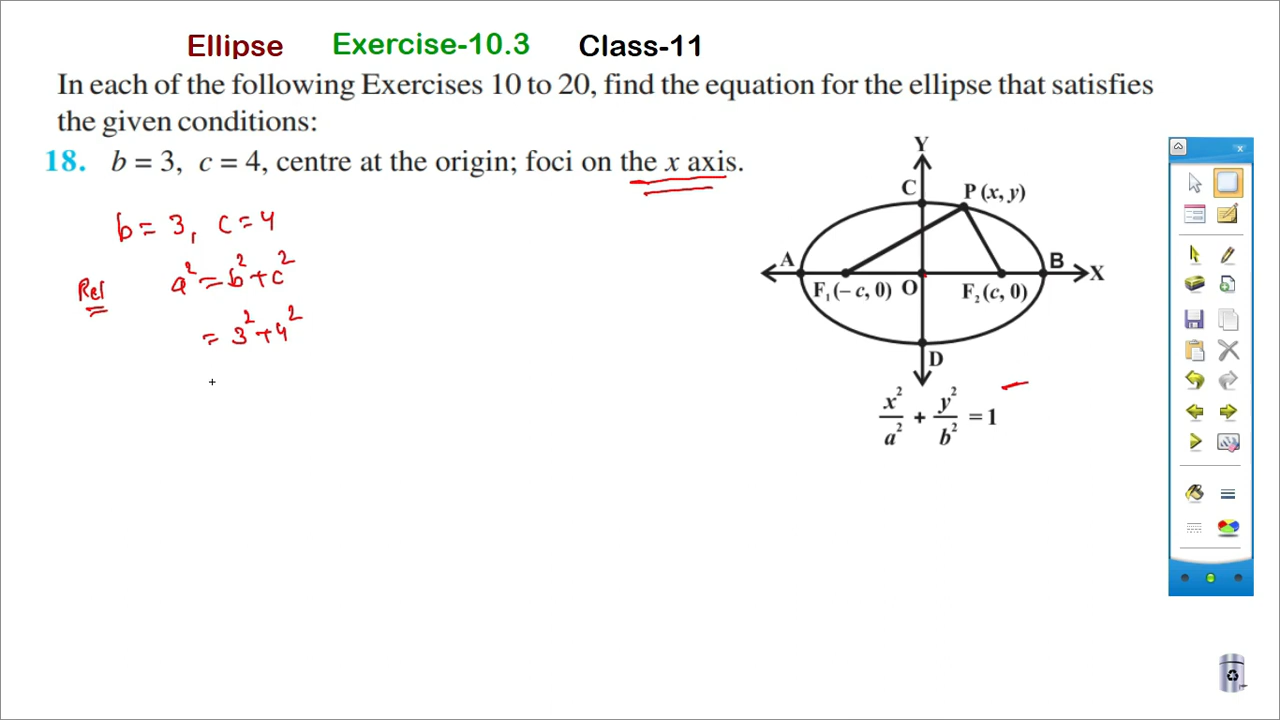 Ellipse Exercise-10.3 Class-11
In each of the following Exercises 10 to 20, find the equation for the ellipse that satisfies
the given conditions:
18. b = 3, c = 4, centre at the origin; foci on the x axis.
b = 3, c = 4
Rel a² = b² + c²
= 3² + 4²
Y
C P (x, y)
A B X
F₁(– c, 0) O F₂(c, 0)
D
x²/a² + y²/b² = 1